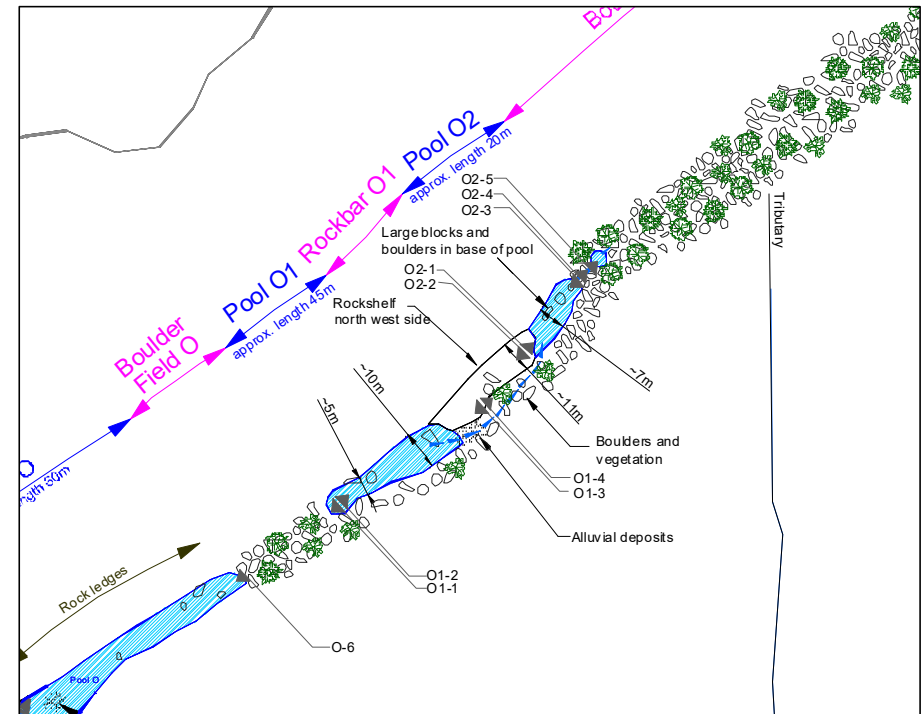 Bou
Pool O2
approx. length 20m
Rockbar O1
Pool O1
approx. length 45m
Boulder
Field O
O
ngth 60m
O2-5
O2-4
O2-3
Large blocks and
boulders in base of pool
O2-1
O2-2
Rockshelf
north west side
Tributary
~10m
~5m
~7m
~11m
Boulders and
vegetation
O1-4
O1-3
Alluvial deposits
O1-2
O1-1
O-6
Rock ledges
Pool O